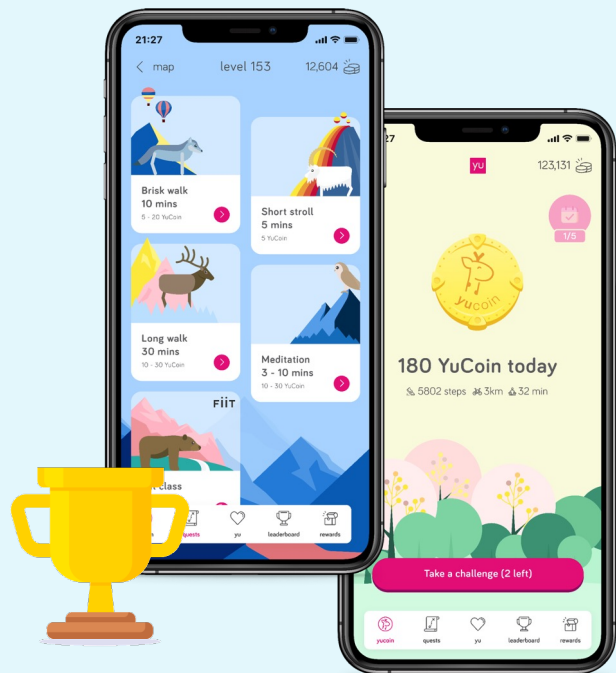 21:27
map
level 153
12,604
Brisk walk
10 mins
5 - 20 YuCoin
Short stroll
5 mins
5 YuCoin
Long walk
30 mins
10 - 30 YuCoin
Meditation
3 - 10 mins
10 - 30 YuCoin
FiiT
class
quests
yu
leaderboard
rewards
27
yu
123,131
1/5
yucoin
180 YuCoin today
5802 steps
3km
32 min
Take a challenge (2 left)
yucoin
quests
yu
leaderboard
rewards